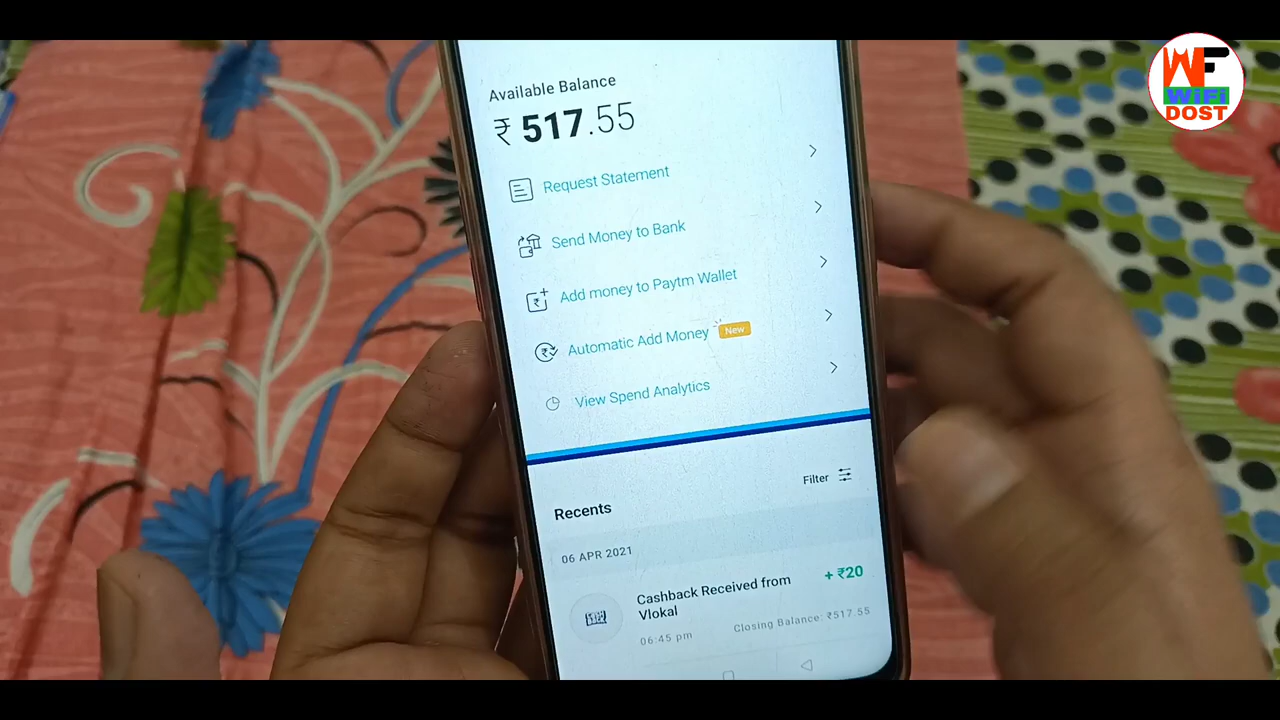 WF
WiFi
DOST
Available Balance
₹ 517.55
Request Statement
Send Money to Bank
Add money to Paytm Wallet
Automatic Add Money New
View Spend Analytics
Filter
Recents
06 APR 2021
Cashback Received from + ₹20
Vlokal
06:45 pm Closing Balance: ₹517.55